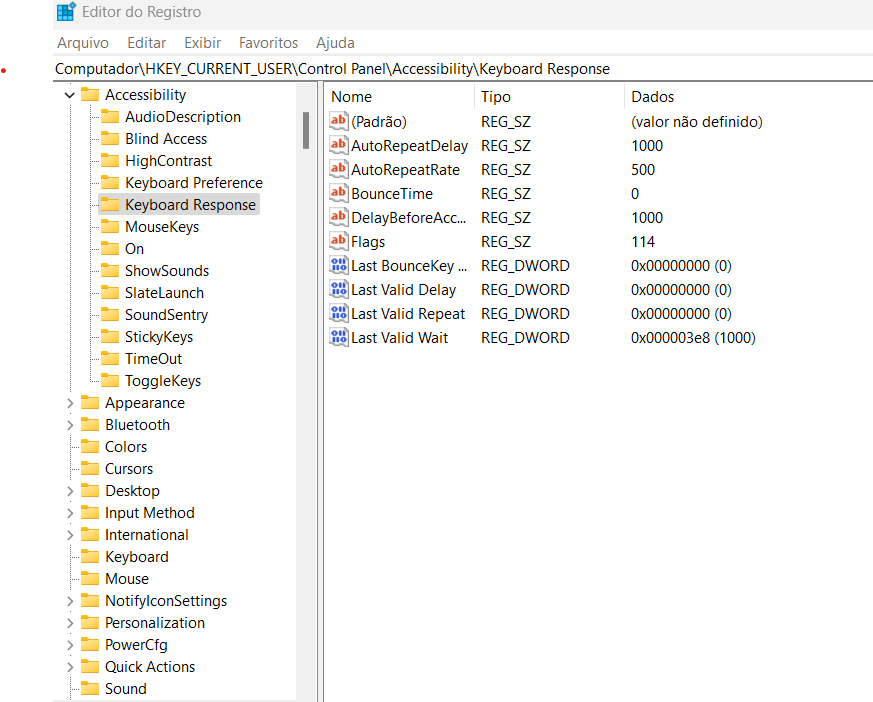 Editor do Registro
Arquivo Editar Exibir Favoritos Ajuda
Computador\HKEY_CURRENT_USER\Control Panel\Accessibility\Keyboard Response
Accessibility
AudioDescription
Blind Access
HighContrast
Keyboard Preference
Keyboard Response
MouseKeys
On
ShowSounds
SlateLaunch
SoundSentry
StickyKeys
TimeOut
ToggleKeys
Appearance
Bluetooth
Colors
Cursors
Desktop
Input Method
International
Keyboard
Mouse
NotifyIconSettings
Personalization
PowerCfg
Quick Actions
Sound
Nome Tipo Dados
(Padrão) REG_SZ (valor não definido)
AutoRepeatDelay REG_SZ 1000
AutoRepeatRate REG_SZ 500
BounceTime REG_SZ 0
DelayBeforeAcc... REG_SZ 1000
Flags REG_SZ 114
Last BounceKey ... REG_DWORD 0x00000000 (0)
Last Valid Delay REG_DWORD 0x00000000 (0)
Last Valid Repeat REG_DWORD 0x00000000 (0)
Last Valid Wait REG_DWORD 0x000003e8 (1000)